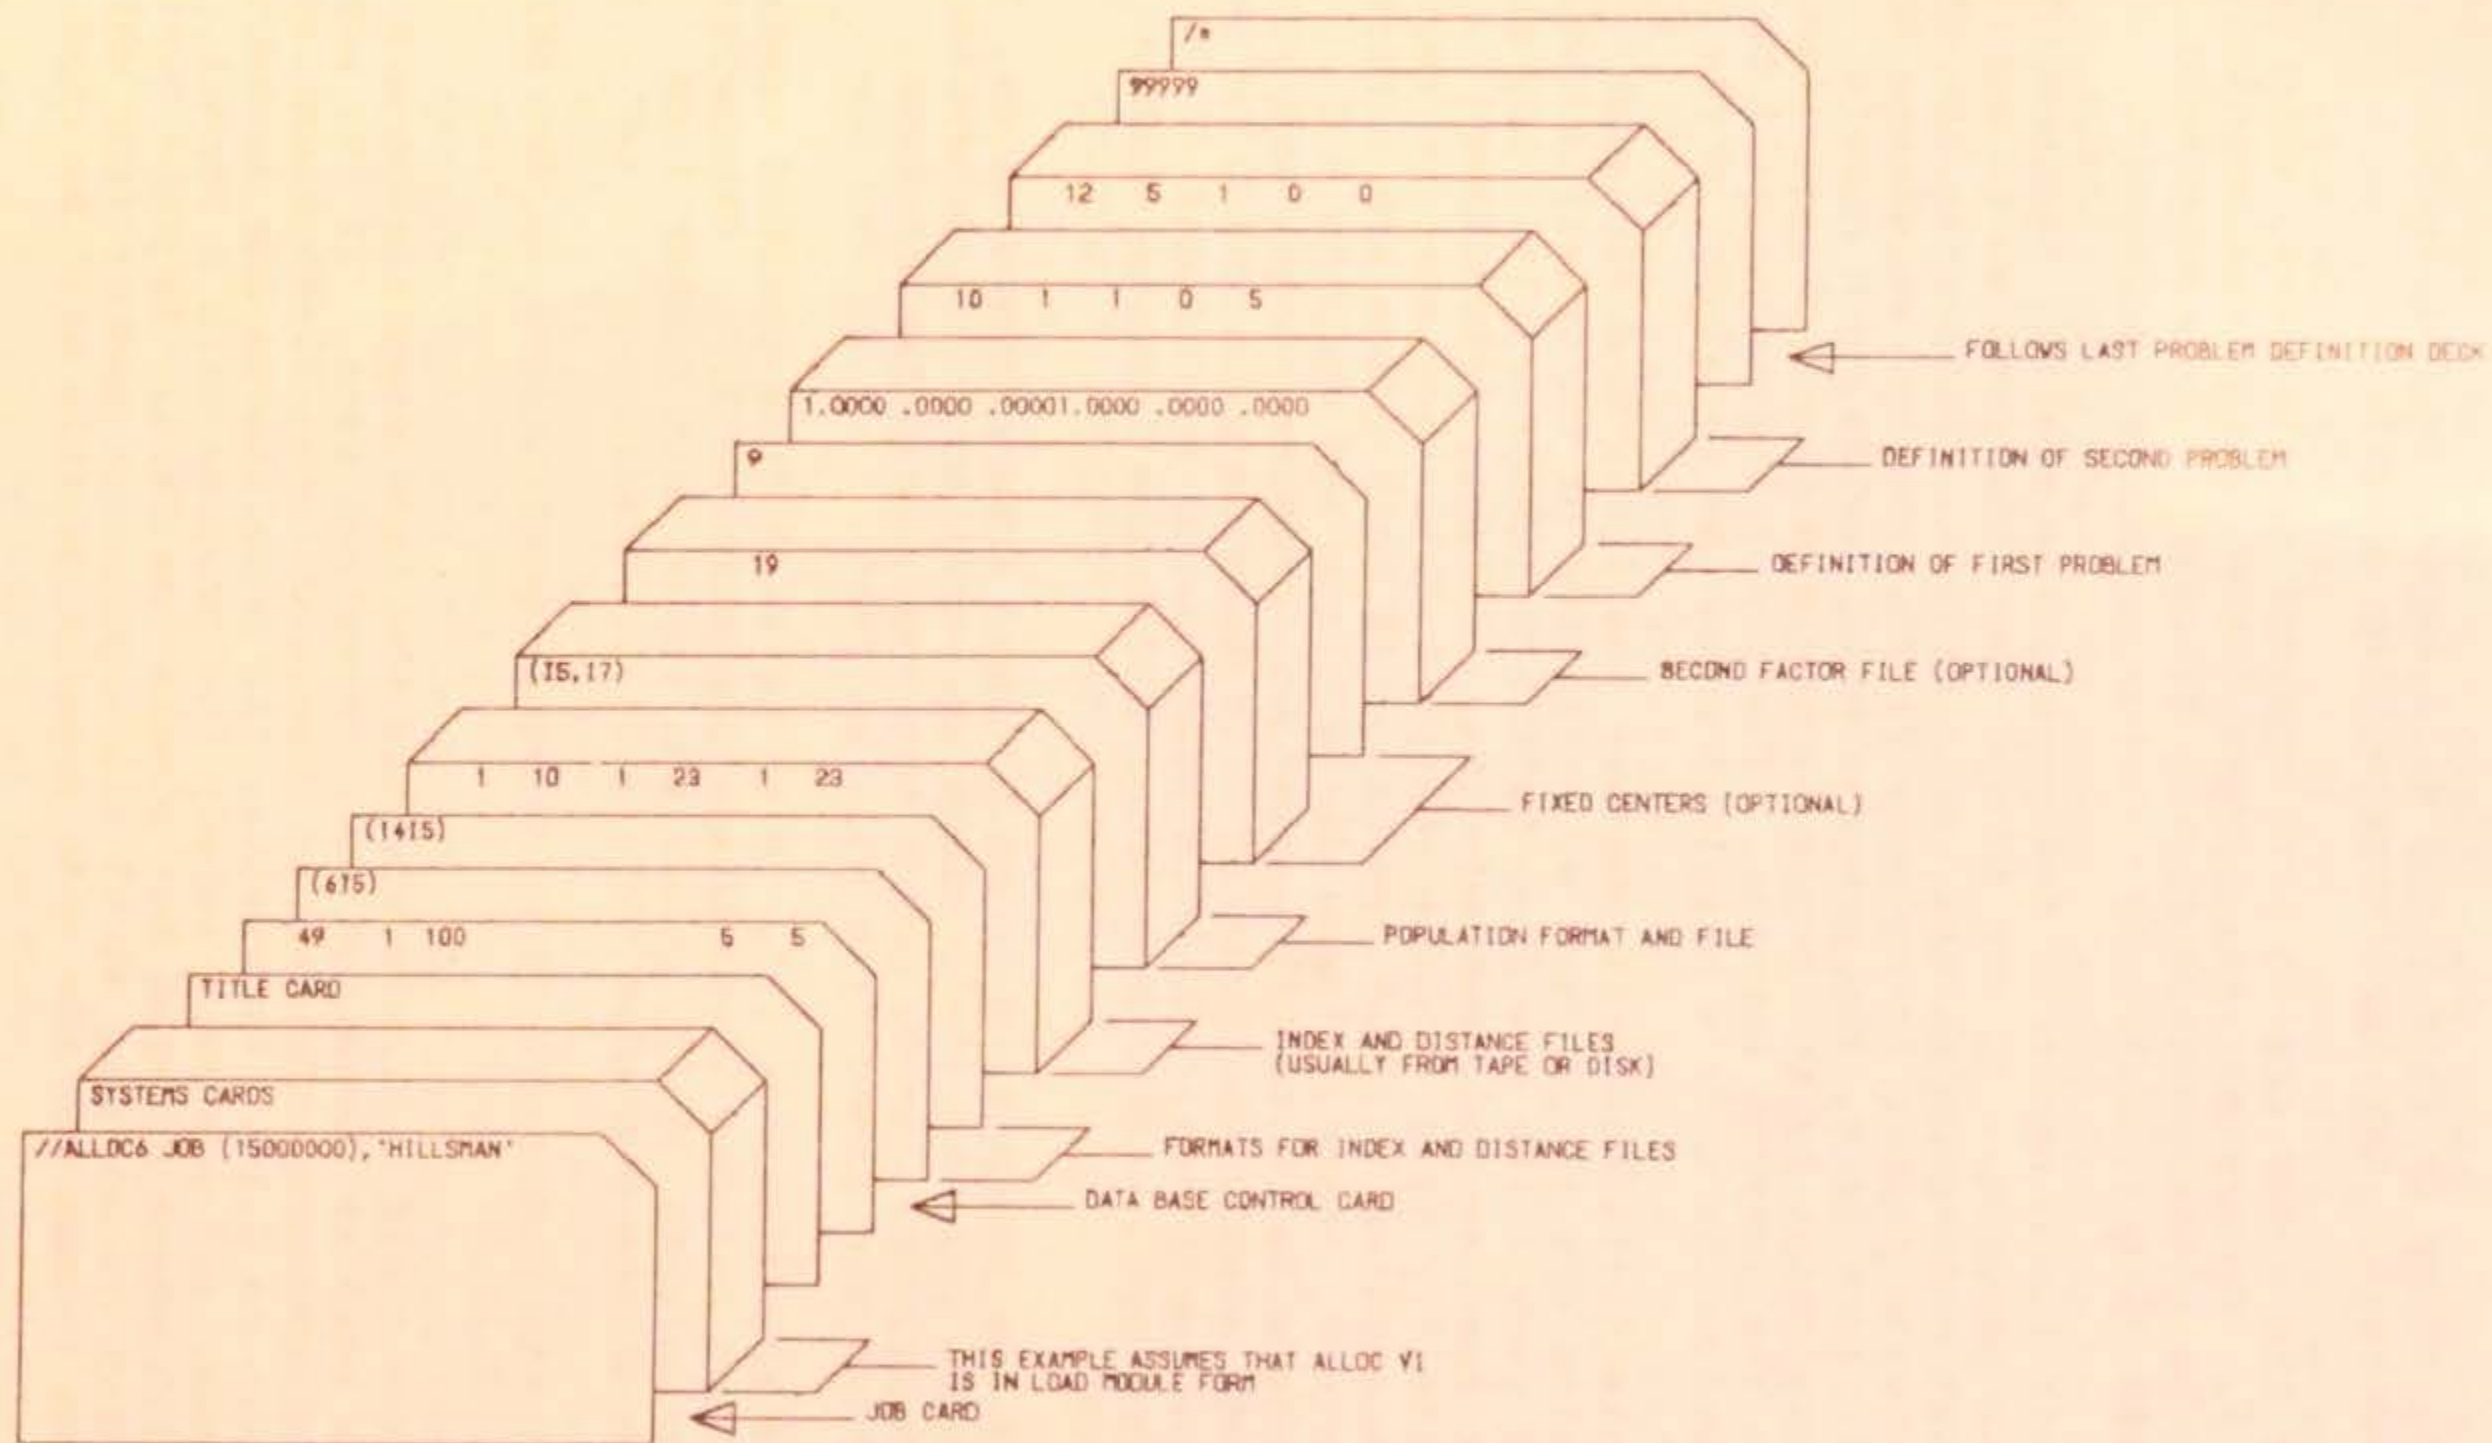 /*
99999
12 5 1 0 0
10 1 1 0 5
FOLLOWS LAST PROBLEM DEFINITION DECK
1.0000 .0000 .00001.0000 .0000 .0000
9
DEFINITION OF SECOND PROBLEM
19
DEFINITION OF FIRST PROBLEM
(I5,I7)
SECOND FACTOR FILE (OPTIONAL)
1 10 1 23 1 23
FIXED CENTERS (OPTIONAL)
(14I5)
(6I5)
49 1 100 5 5
POPULATION FORMAT AND FILE
TITLE CARD
INDEX AND DISTANCE FILES
(USUALLY FROM TAPE OR DISK)
SYSTEMS CARDS
//ALLOC6 JOB (15000000),'HILLSMAN'
FORMATS FOR INDEX AND DISTANCE FILES
DATA BASE CONTROL CARD
THIS EXAMPLE ASSUMES THAT ALLOC VI
IS IN LOAD MODULE FORM
JOB CARD